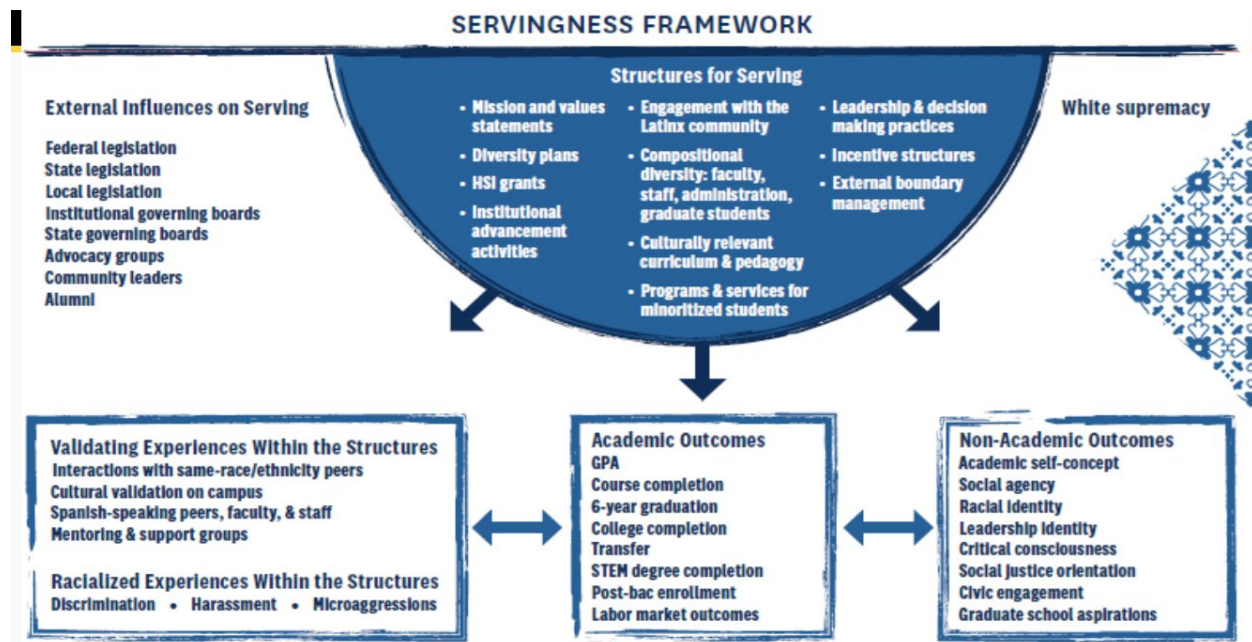 SERVINGNESS FRAMEWORK
External Influences on Serving
Federal legislation
State legislation
Local legislation
Institutional governing boards
State governing boards
Advocacy groups
Community leaders
Alumni
Structures for Serving
• Mission and values
statements
• Diversity plans
• HSI grants
• Institutional
advancement
activities
• Engagement with the
Latinx community
• Compositional
diversity: faculty,
staff, administration,
graduate students
• Culturally relevant
curriculum & pedagogy
• Programs & services for
minoritized students
• Leadership & decision
making practices
• Incentive structures
• External boundary
management
White supremacy
Validating Experiences Within the Structures
Interactions with same-race/ethnicity peers
Cultural validation on campus
Spanish-speaking peers, faculty, & staff
Mentoring & support groups
Racialized Experiences Within the Structures
Discrimination • Harassment • Microaggressions
Academic Outcomes
GPA
Course completion
6-year graduation
College completion
Transfer
STEM degree completion
Post-bac enrollment
Labor market outcomes
Non-Academic Outcomes
Academic self-concept
Social agency
Racial identity
Leadership identity
Critical consciousness
Social justice orientation
Civic engagement
Graduate school aspirations